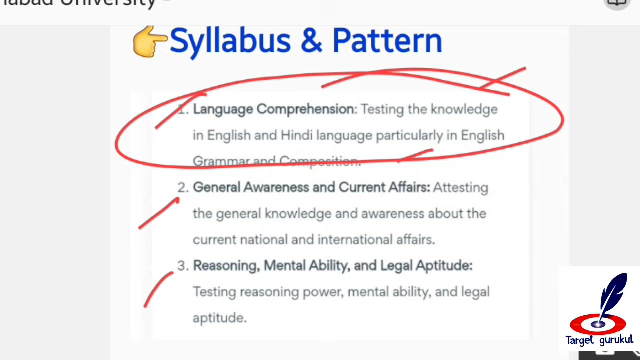 abad University
Syllabus & Pattern
1. Language Comprehension: Testing the knowledge
in English and Hindi language particularly in English
Grammar and Composition.
2. General Awareness and Current Affairs: Attesting
the general knowledge and awareness about the
current national and international affairs.
3. Reasoning, Mental Ability, and Legal Aptitude:
Testing reasoning power, mental ability, and legal
aptitude.
Target gurukul